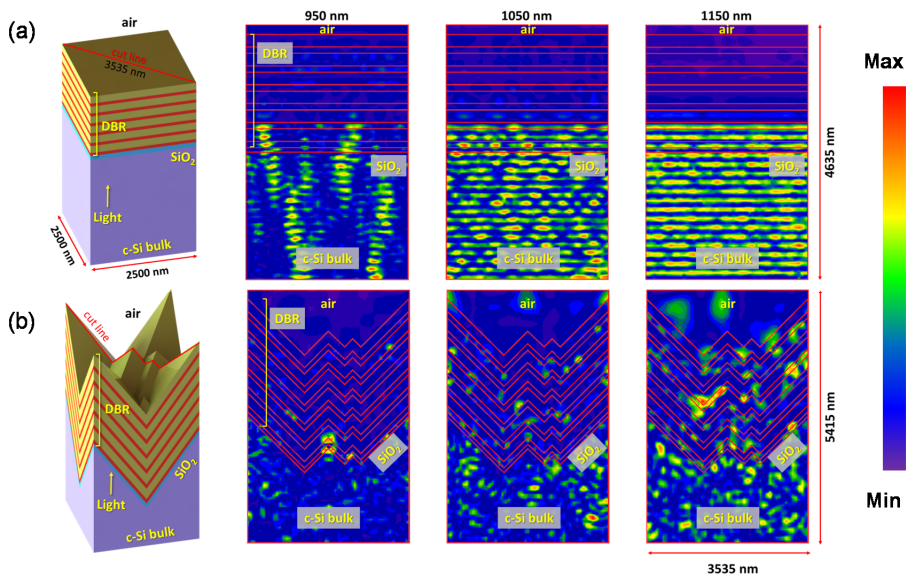 (a)
air
cut line
3535 nm
DBR
SiO2
Light
c-Si bulk
2500 nm
2500 nm
950 nm
1050 nm
1150 nm
air
DBR
SiO2
c-Si bulk
air
SiO2
c-Si bulk
air
SiO2
c-Si bulk
4635 nm
Max
Min
(b)
air
cut line
DBR
SiO2
Light
c-Si bulk
air
DBR
SiO2
c-Si bulk
air
SiO2
c-Si bulk
air
SiO2
c-Si bulk
5415 nm
3535 nm